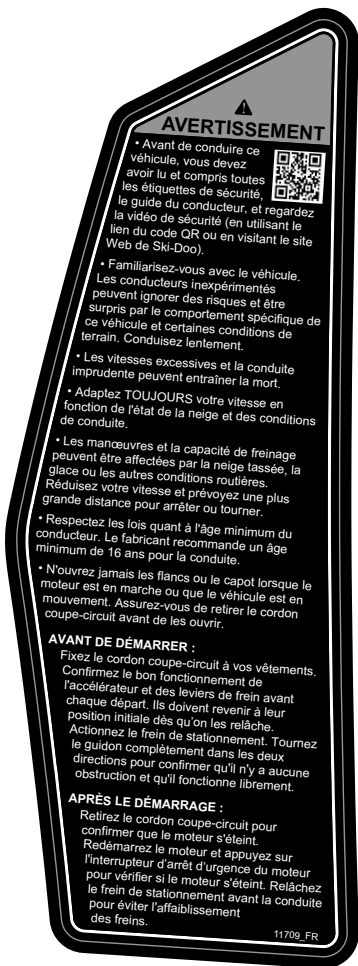 AVERTISSEMENT
• Avant de conduire ce
véhicule, vous devez
avoir lu et compris toutes
les étiquettes de sécurité,
le guide du conducteur, et regardez
la vidéo de sécurité (en utilisant le
lien du code QR ou en visitant le site
Web de Ski-Doo).
• Familiarisez-vous avec le véhicule.
Les conducteurs inexpérimentés
peuvent ignorer des risques et être
surpris par le comportement spécifique de
ce véhicule et certaines conditions de
terrain. Conduisez lentement.
• Les vitesses excessives et la conduite
imprudente peuvent entraîner la mort.
• Adaptez TOUJOURS votre vitesse en
fonction de l'état de la neige et des conditions
de conduite.
• Les manœuvres et la capacité de freinage
peuvent être affectées par la neige tassée, la
glace ou les autres conditions routières.
Réduisez votre vitesse et prévoyez une plus
grande distance pour arrêter ou tourner.
• Respectez les lois quant à l'âge minimum du
conducteur. Le fabricant recommande un âge
minimum de 16 ans pour la conduite.
• N'ouvrez jamais les flancs ou le capot lorsque le
moteur est en marche ou que le véhicule est en
mouvement. Assurez-vous de retirer le cordon
coupe-circuit avant de les ouvrir.
AVANT DE DÉMARRER :
Fixez le cordon coupe-circuit à vos vêtements.
Confirmez le bon fonctionnement de
l'accélérateur et des leviers de frein avant
chaque départ. Ils doivent revenir à leur
position initiale dès qu'on les relâche.
Actionnez le frein de stationnement. Tournez
le guidon complètement dans les deux
directions pour confirmer qu'il n'y a aucune
obstruction et qu'il fonctionne librement.
APRÈS LE DÉMARRAGE :
Retirez le cordon coupe-circuit pour
confirmer que le moteur s'éteint.
Redémarrez le moteur et appuyez sur
l'interrupteur d'arrêt d'urgence du moteur
pour vérifier si le moteur s'éteint. Relâchez
le frein de stationnement avant la conduite
pour éviter l'affaiblissement
des freins.
11709_FR